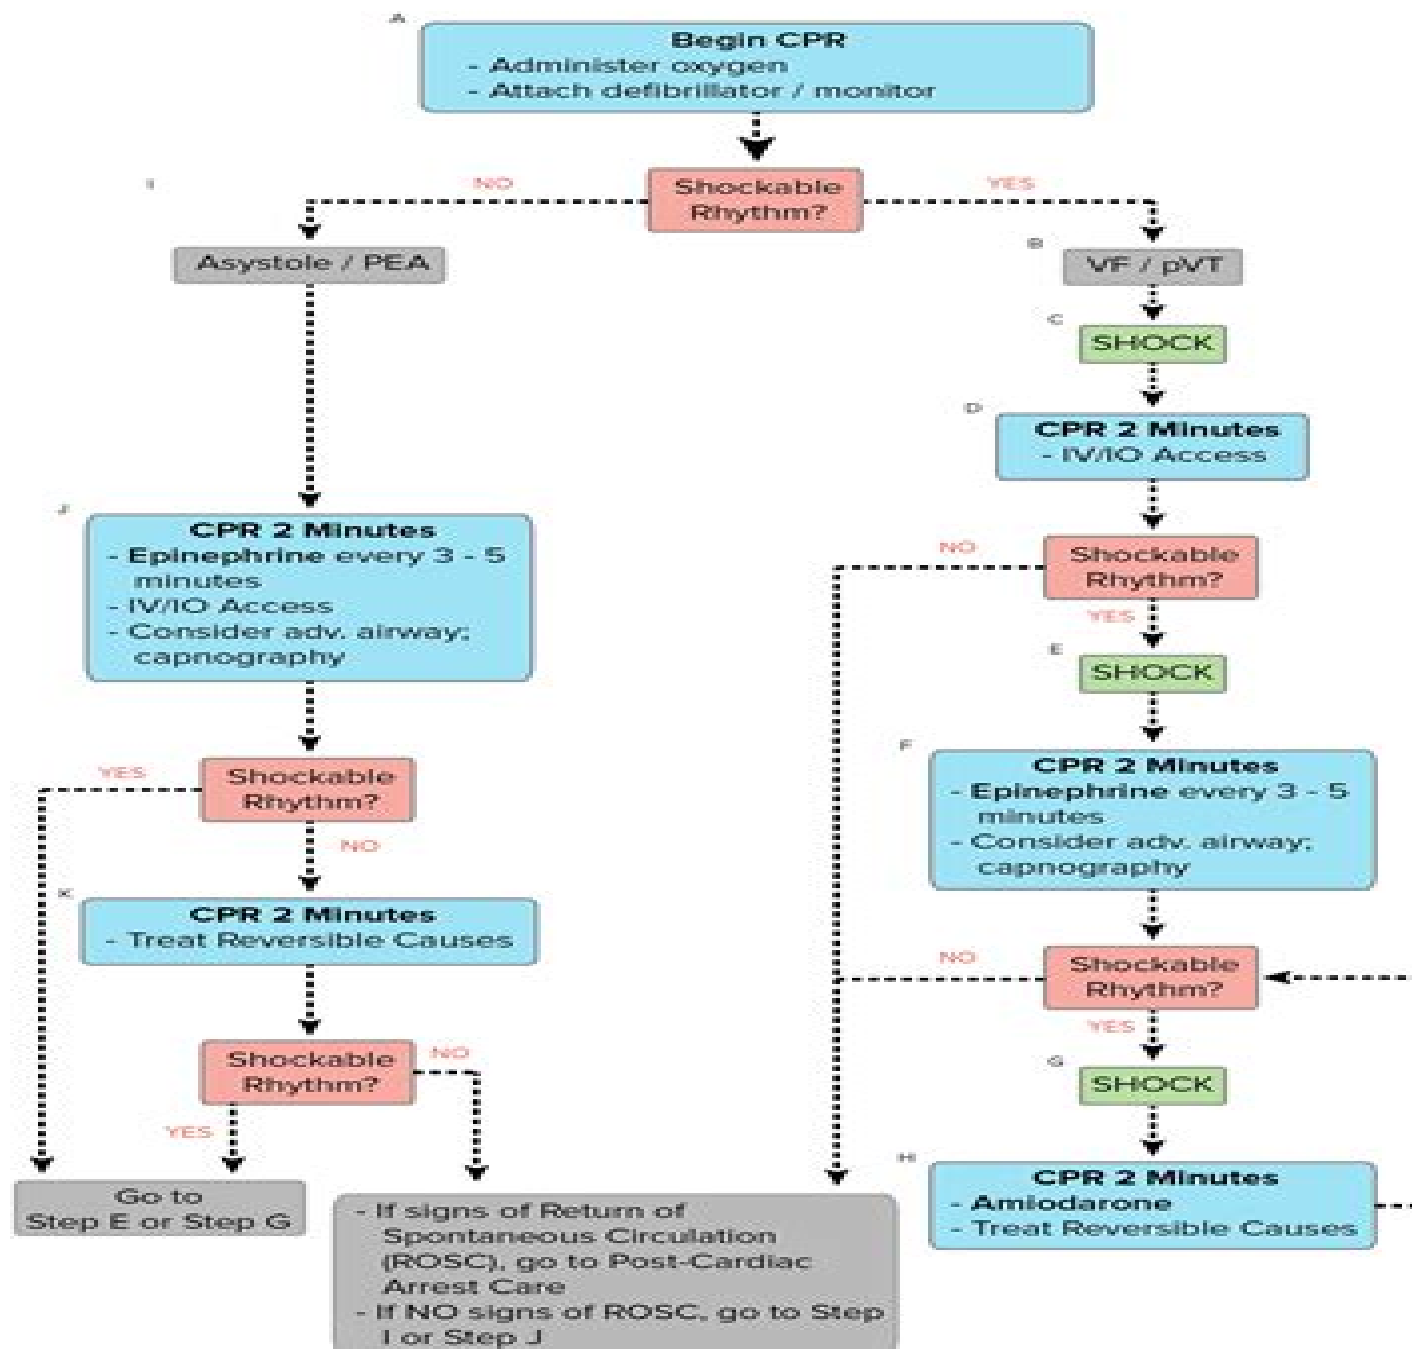 A
Begin CPR
- Administer oxygen
- Attach defibrillator / monitor
Shockable
Rhythm?
NO
YES
I
Asystole / PEA
B
VF / pVT
C
SHOCK
D
CPR 2 Minutes
- IV/IO Access
J
CPR 2 Minutes
- Epinephrine every 3 - 5
minutes
- IV/IO Access
- Consider adv. airway;
capnography
NO
Shockable
Rhythm?
YES
E
SHOCK
F
CPR 2 Minutes
- Epinephrine every 3 - 5
minutes
- Consider adv. airway;
capnography
YES
Shockable
Rhythm?
NO
K
CPR 2 Minutes
- Treat Reversible Causes
NO
Shockable
Rhythm?
YES
G
SHOCK
Shockable
Rhythm?
NO
YES
H
CPR 2 Minutes
- Amiodarone
- Treat Reversible Causes
Go to
Step E or Step G
- If signs of Return of
Spontaneous Circulation
(ROSC), go to Post-Cardiac
Arrest Care
- If NO signs of ROSC, go to Step
I or Step J